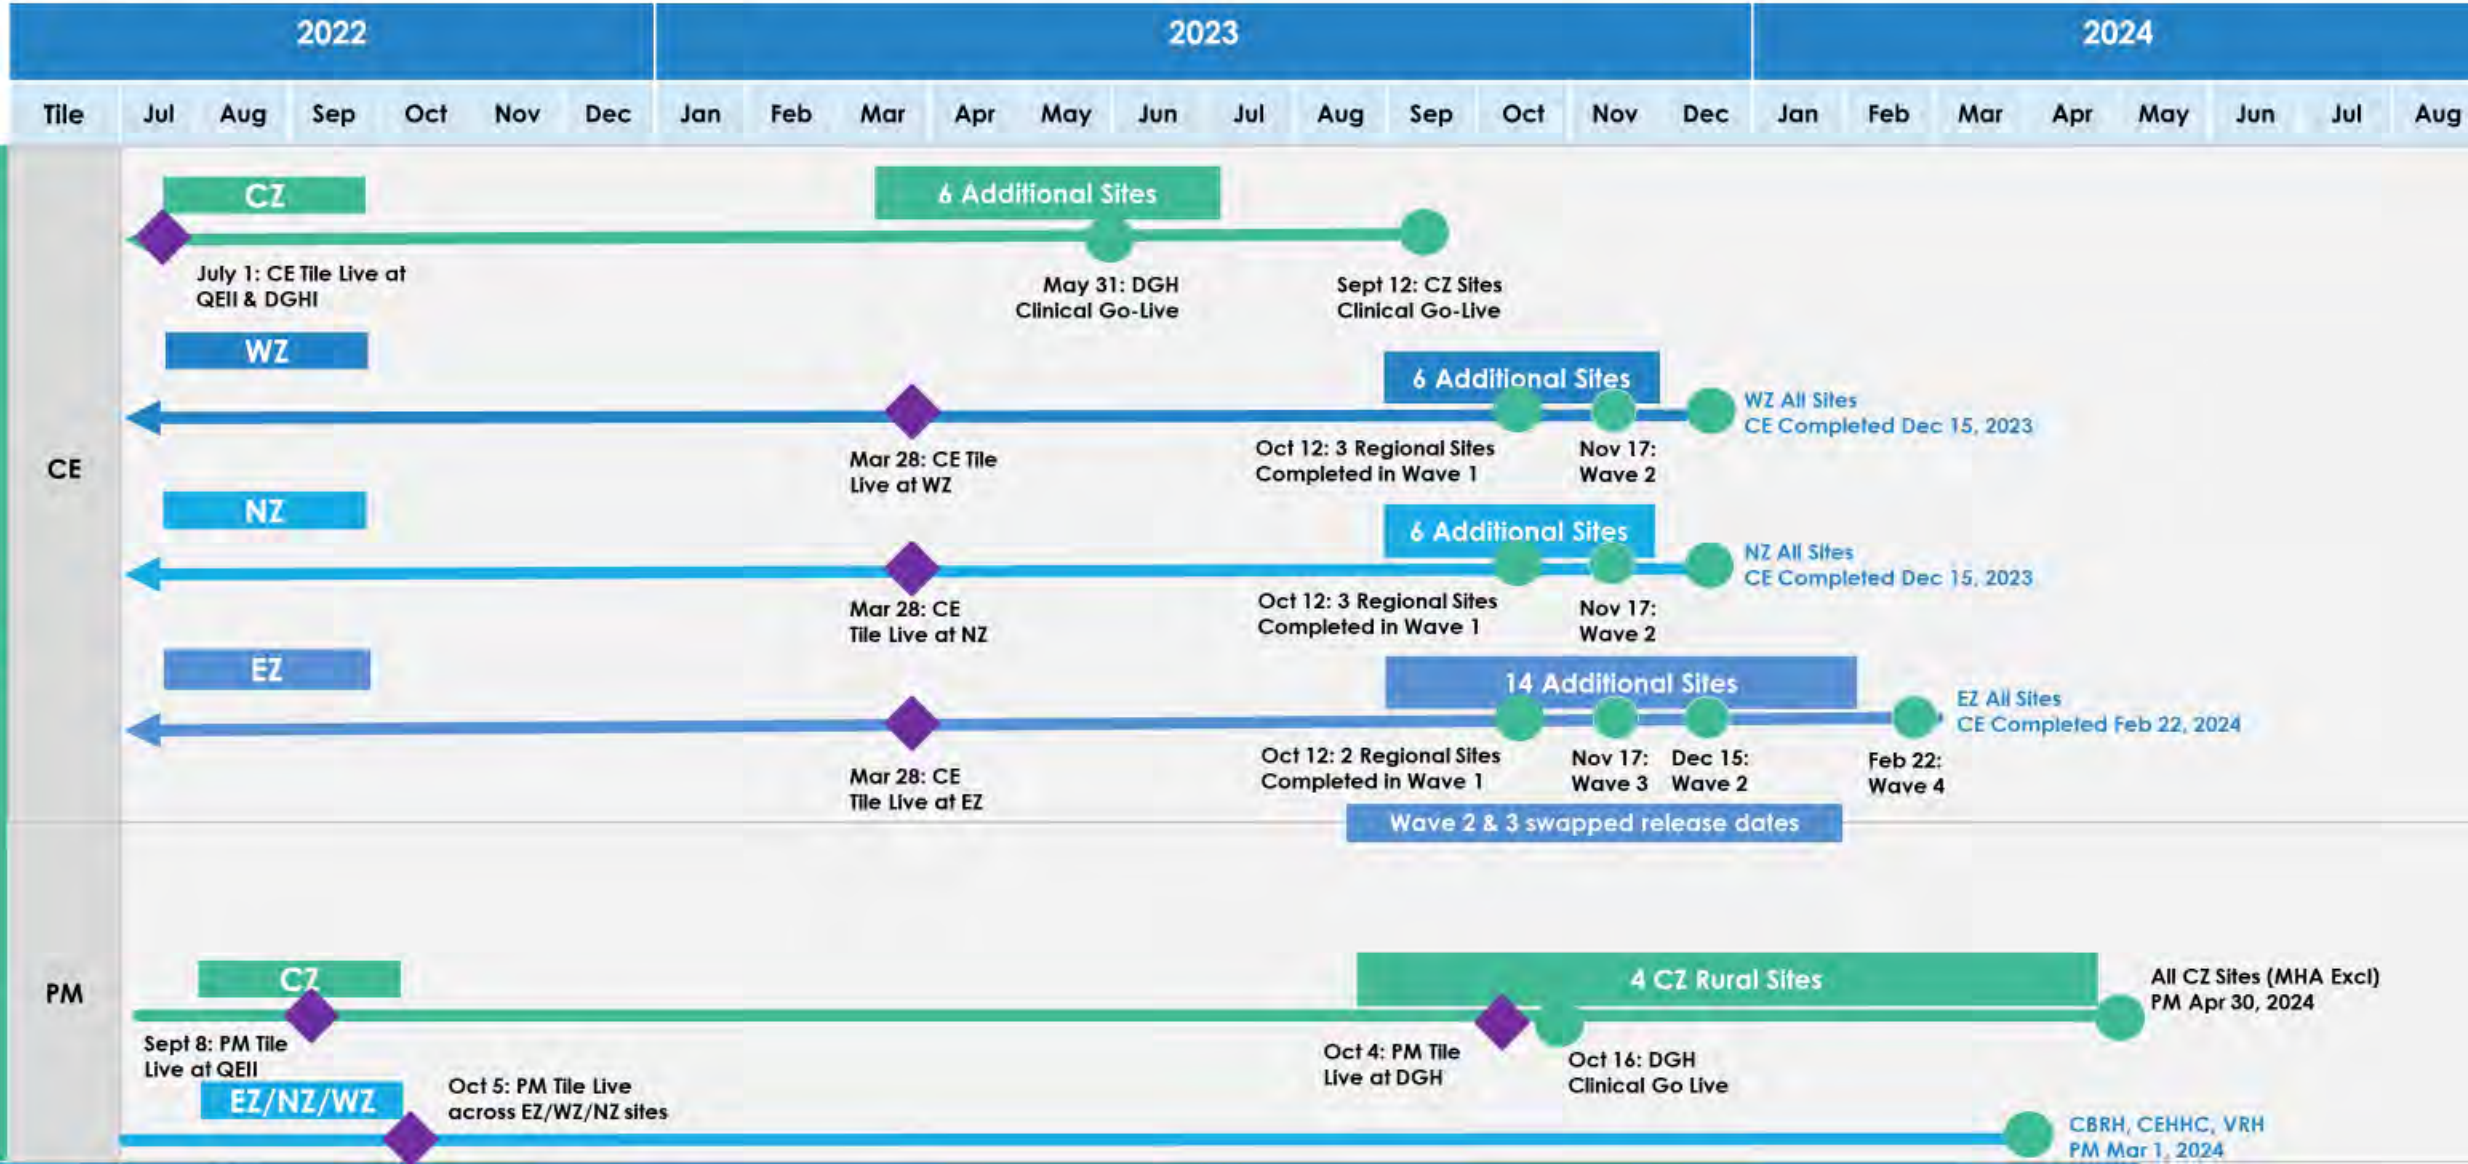 2022
2023
2024
Tile
Jul
Aug
Sep
Oct
Nov
Dec
Jan
Feb
Mar
Apr
May
Jun
Jul
Aug
Sep
Oct
Nov
Dec
Jan
Feb
Mar
Apr
May
Jun
Jul
Aug
CE
CZ
6 Additional Sites
July 1: CE Tile Live at
QEII & DGHI
May 31: DGH
Clinical Go-Live
Sept 12: CZ Sites
Clinical Go-Live
WZ
6 Additional Sites
WZ All Sites
CE Completed Dec 15, 2023
Mar 28: CE Tile
Live at WZ
Oct 12: 3 Regional Sites
Completed in Wave 1
Nov 17:
Wave 2
NZ
6 Additional Sites
NZ All Sites
CE Completed Dec 15, 2023
Mar 28: CE
Tile Live at NZ
Oct 12: 3 Regional Sites
Completed in Wave 1
Nov 17:
Wave 2
EZ
14 Additional Sites
EZ All Sites
CE Completed Feb 22, 2024
Mar 28: CE
Tile Live at EZ
Oct 12: 2 Regional Sites
Completed in Wave 1
Nov 17:
Wave 3
Dec 15:
Wave 2
Feb 22:
Wave 4
Wave 2 & 3 swapped release dates
PM
CZ
4 CZ Rural Sites
All CZ Sites (MHA Excl)
PM Apr 30, 2024
Sept 8: PM Tile
Live at QEII
Oct 4: PM Tile
Live at DGH
Oct 16: DGH
Clinical Go Live
EZ/NZ/WZ
Oct 5: PM Tile Live
across EZ/WZ/NZ sites
CBRH, CEHHC, VRH
PM Mar 1, 2024